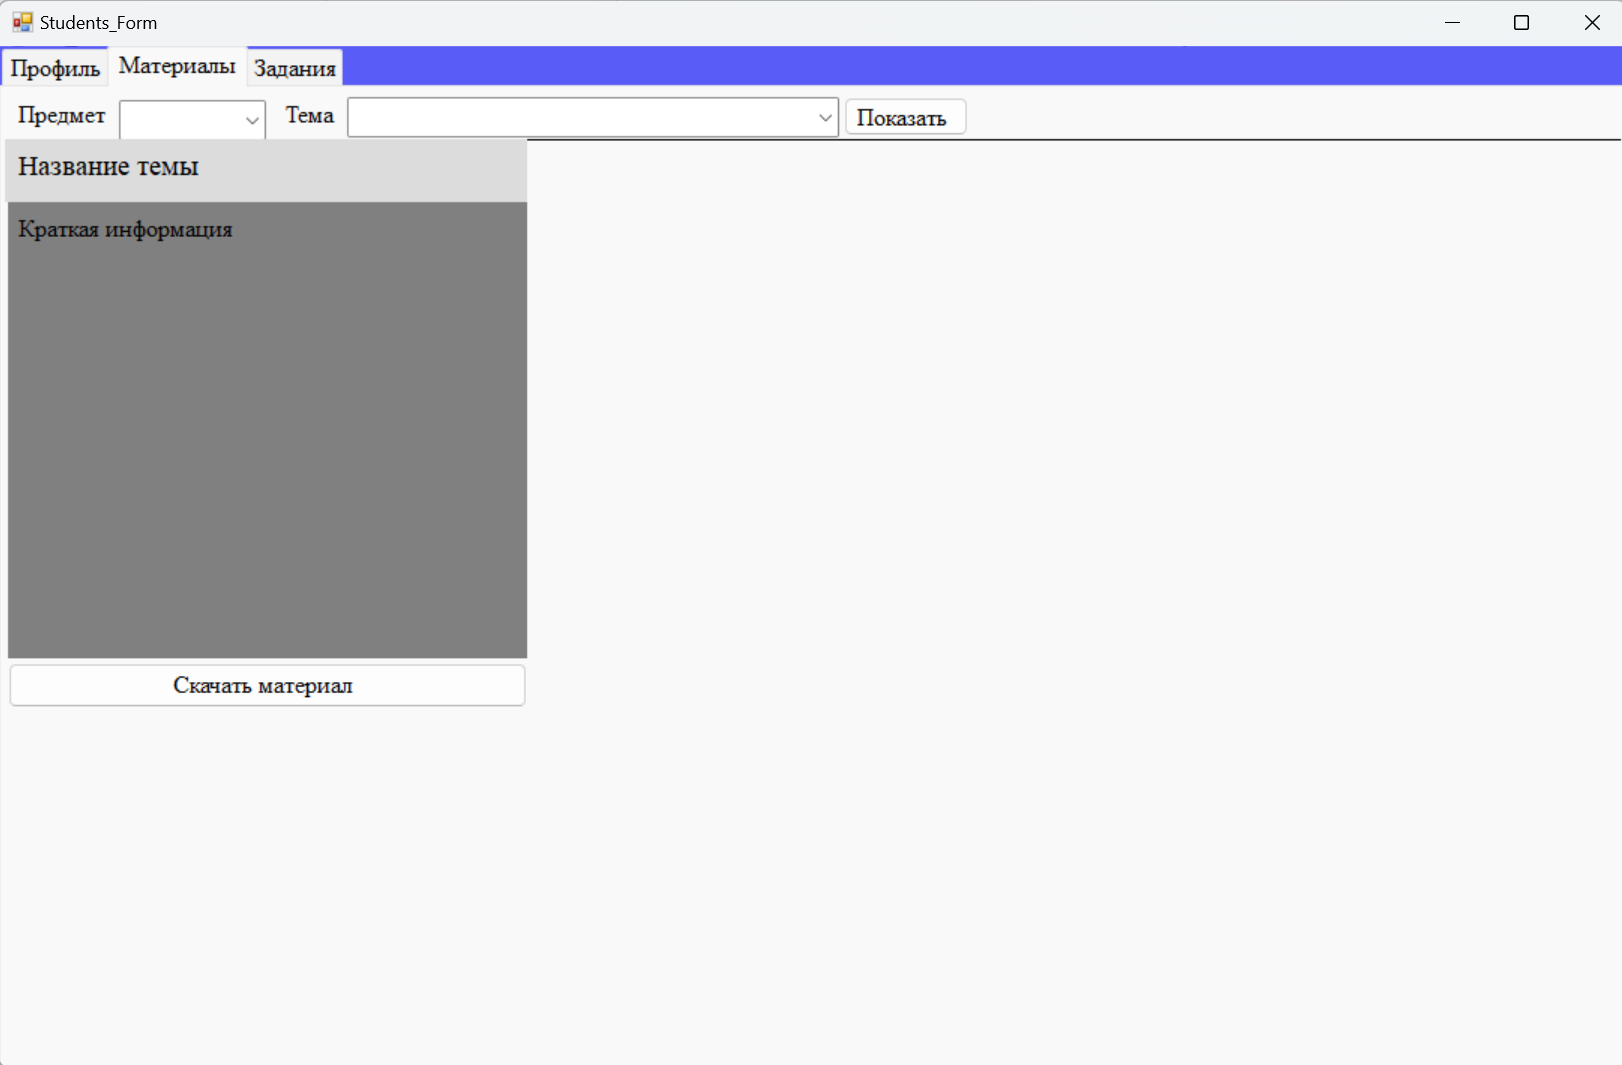 Students_Form
Профиль Материалы Задания
Предмет Тема Показать
Название темы
Краткая информация
Скачать материал